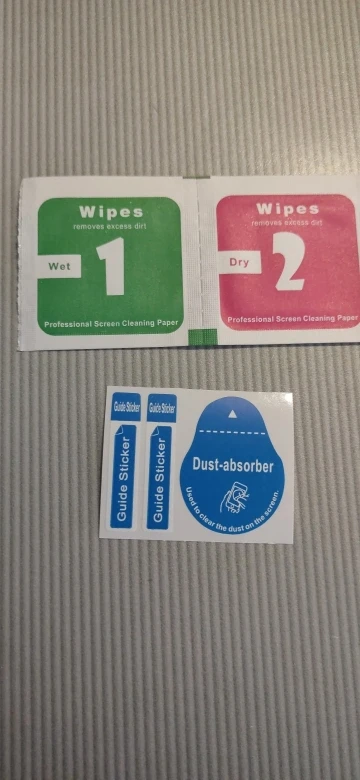 Wipes
removes excess dirt
Wet
1
Professional Screen Cleaning Paper
Wipes
removes excess dirt
Dry
2
Professional Screen Cleaning Paper
Guide Sticker
Guide Sticker
Guide Sticker
Guide Sticker
Dust-absorber
Used to clear the dust on the screen.